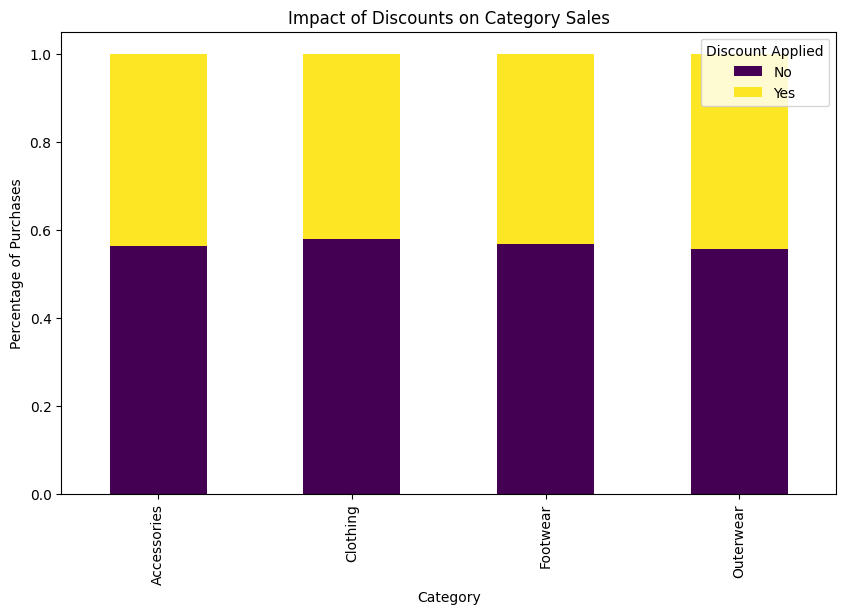 Impact of Discounts on Category Sales
Discount Applied
No
Yes
Percentage of Purchases
1.0
0.8
0.6
0.4
0.2
0.0
Accessories
Clothing
Footwear
Outerwear
Category